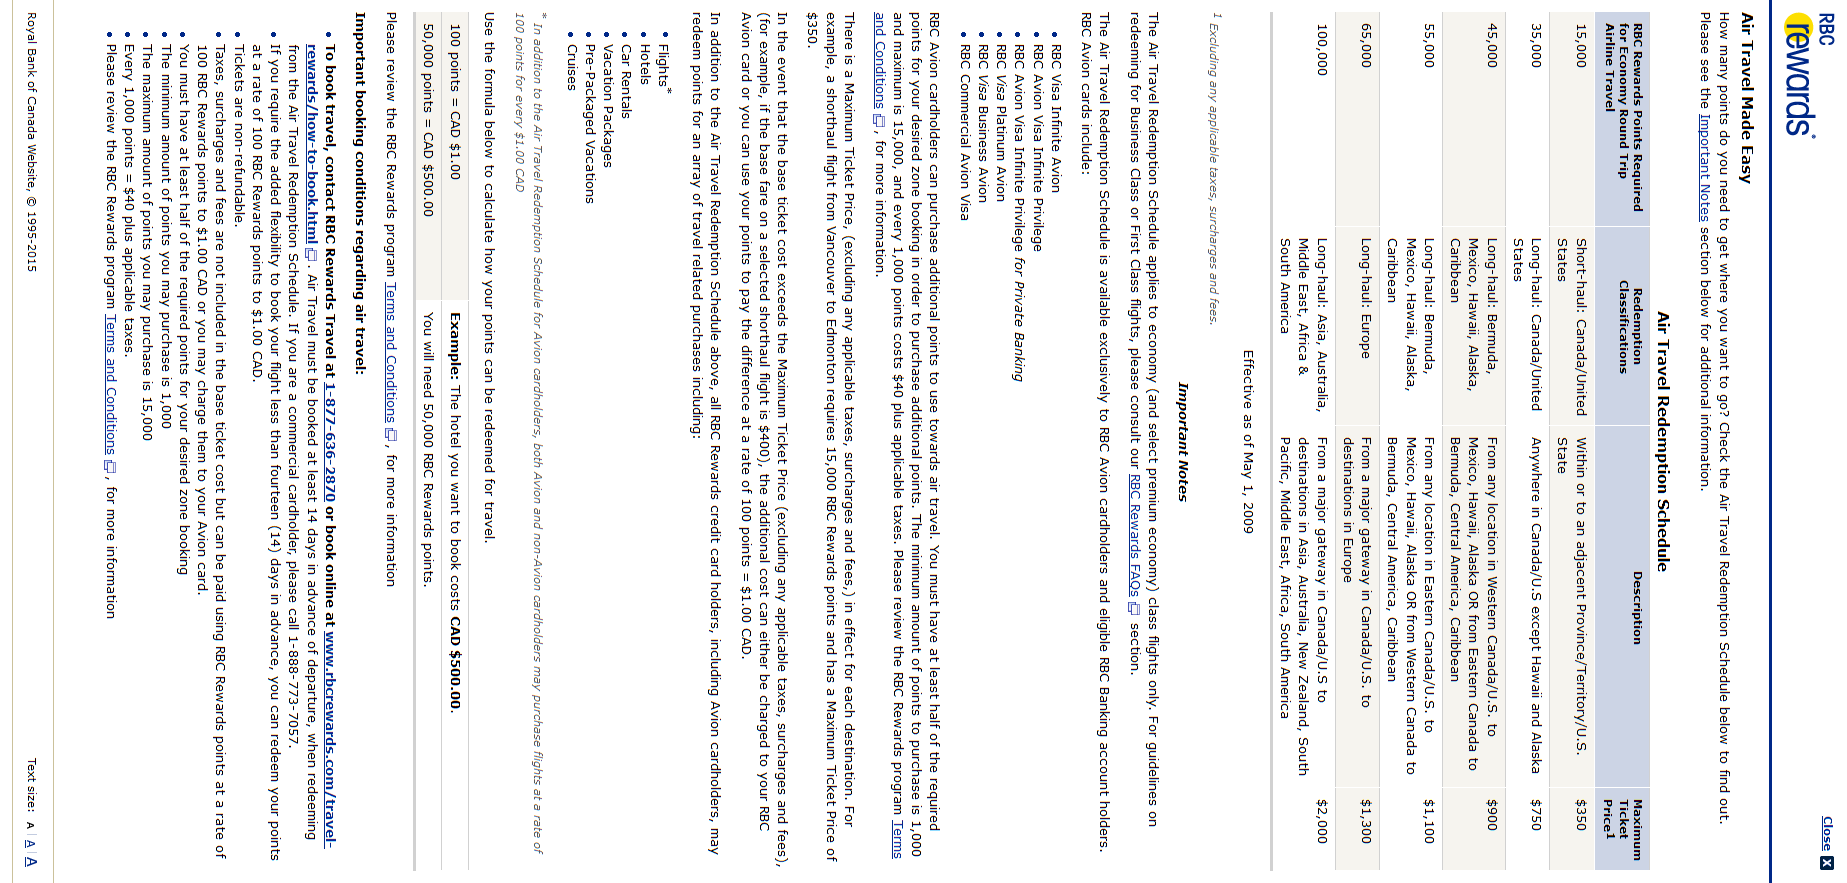 RBC
rewards®
Close X
Air Travel Made Easy
How many points do you need to get where you want to go? Check the Air Travel Redemption Schedule below to find out.
Please see the Important Notes section below for additional information.
Air Travel Redemption Schedule
RBC Rewards Points Required for Economy Round Trip Airline Travel
Redemption Classifications
Description
Maximum Ticket Price1
15,000
Short-haul: Canada/United States
Within or to an adjacent Province/Territory/U.S. State
$350
35,000
Long-haul: Canada/United States
Anywhere in Canada/U.S except Hawaii and Alaska
$750
45,000
Long-haul: Bermuda, Mexico, Hawaii, Alaska, Caribbean
From any location in Western Canada/U.S. to Mexico, Hawaii, Alaska OR from Eastern Canada to Bermuda, Central America, Caribbean
$900
55,000
Long-haul: Bermuda, Mexico, Hawaii, Alaska, Caribbean
From any location in Eastern Canada/U.S. to Mexico, Hawaii, Alaska OR from Western Canada to Bermuda, Central America, Caribbean
$1,100
65,000
Long-haul: Europe
From a major gateway in Canada/U.S. to destinations in Europe
$1,300
100,000
Long-haul: Asia, Australia, Middle East, Africa & South America
From a major gateway in Canada/U.S to destinations in Asia, Australia, New Zealand, South Pacific, Middle East, Africa, South America
$2,000
Effective as of May 1, 2009
1 Excluding any applicable taxes, surcharges and fees.
Important Notes
The Air Travel Redemption Schedule applies to economy (and select premium economy) class flights only. For guidelines on
redeeming for Business Class or First Class flights, please consult our RBC Rewards FAQs section.
The Air Travel Redemption Schedule is available exclusively to RBC Avion cardholders and eligible RBC Banking account holders.
RBC Avion cards include:
• RBC Visa Infinite Avion
• RBC Avion Visa Infinite Privilege
• RBC Avion Visa Infinite Privilege for Private Banking
• RBC Visa Platinum Avion
• RBC Visa Business Avion
• RBC Commercial Avion Visa
RBC Avion cardholders can purchase additional points to use towards air travel. You must have at least half of the required
points for your desired zone booking in order to purchase additional points. The minimum amount of points to purchase is 1,000
and maximum is 15,000, and every 1,000 points costs $40 plus applicable taxes. Please review the RBC Rewards program Terms
and Conditions , for more information.
There is a Maximum Ticket Price, (excluding any applicable taxes, surcharges and fees,) in effect for each destination. For
example, a shorthaul flight from Vancouver to Edmonton requires 15,000 RBC Rewards points and has a Maximum Ticket Price of
$350.
In the event that the base ticket cost exceeds the Maximum Ticket Price (excluding any applicable taxes, surcharges and fees),
(for example, if the base fare on a selected shorthaul flight is $400), the additional cost can either be charged to your RBC
Avion card or you can use your points to pay the difference at a rate of 100 points = $1.00 CAD.
In addition to the Air Travel Redemption Schedule above, all RBC Rewards credit card holders, including Avion cardholders, may
redeem points for an array of travel related purchases including:
• Flights*
• Hotels
• Car Rentals
• Vacation Packages
• Pre-Packaged Vacations
• Cruises
* In addition to the Air Travel Redemption Schedule for Avion cardholders, both Avion and non-Avion cardholders may purchase flights at a rate of
100 points for every $1.00 CAD
Use the formula below to calculate how your points can be redeemed for travel.
100 points = CAD $1.00
Example: The hotel you want to book costs CAD $500.00.
50,000 points = CAD $500.00
You will need 50,000 RBC Rewards points.
Please review the RBC Rewards program Terms and Conditions , for more information
Important booking conditions regarding air travel:
• To book travel, contact RBC Rewards Travel at 1-877-636-2870 or book online at www.rbcrewards.com/travel-
rewards/how-to-book.html . Air Travel must be booked at least 14 days in advance of departure, when redeeming
from the Air Travel Redemption Schedule. If you are a commercial cardholder, please call 1-888-773-7057.
• If you require the added flexibility to book your flight less than fourteen (14) days in advance, you can redeem your points
at a rate of 100 RBC Rewards points to $1.00 CAD.
• Tickets are non-refundable.
• Taxes, surcharges and fees are not included in the base ticket cost but can be paid using RBC Rewards points at a rate of
100 RBC Rewards points to $1.00 CAD or you may charge them to your Avion card.
• You must have at least half of the required points for your desired zone booking
• The minimum amount of points you may purchase is 1,000
• The maximum amount of points you may purchase is 15,000
• Every 1,000 points = $40 plus applicable taxes.
• Please review the RBC Rewards program Terms and Conditions , for more information
Royal Bank of Canada Website, © 1995-2015
Text size: A | A | A